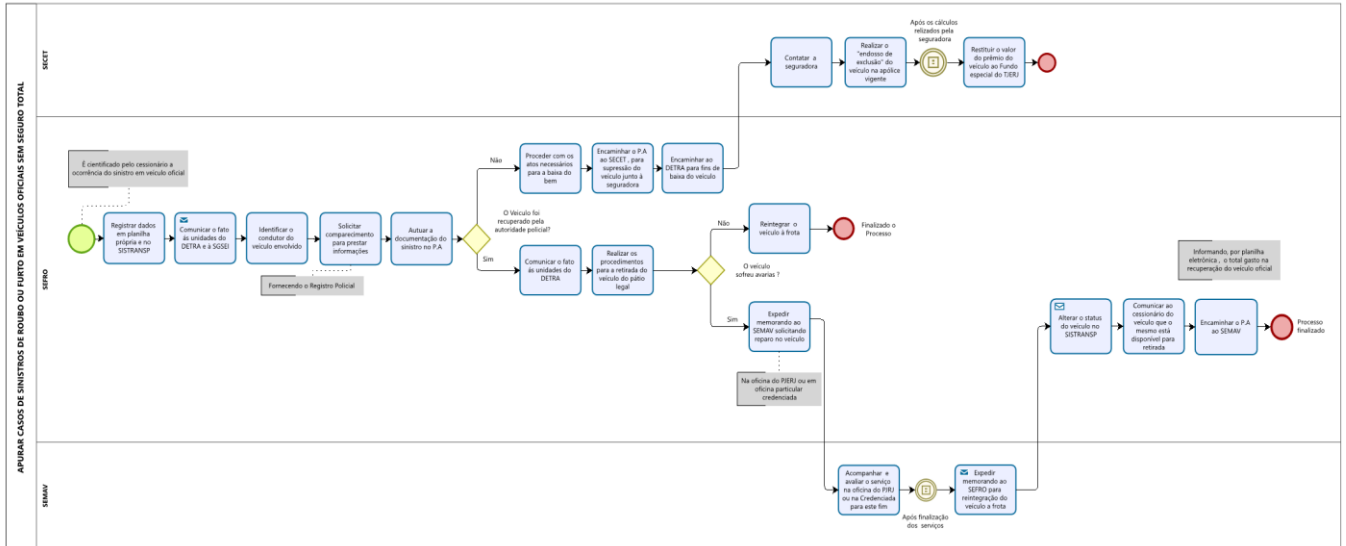 APURAR CASOS DE SINISTROS DE ROUBO OU FURTO EM VEÍCULOS OFICIAIS SEM SEGURO TOTAL
SECET
Contatar a
seguradora
Realizar o
"endosso de
exclusão" do
veículo na apólice
vigente
Após os cálculos
relizados pela
seguradora
Restituir o valor
do prêmio do
veículo ao Fundo
especial do TJERJ
SEFRO
É cientificado pelo cessionário a
ocorrência do sinistro em veículo oficial
Registrar dados
em planilha
própria e no
SISTRANSP
Comunicar o fato
ás unidades do
DETRA e à SGSEI
Identificar o
condutor do
veículo envolvido
Solicitar
comparecimento
para prestar
informações
Fornecendo o Registro Policial
Autuar a
documentação do
sinistro no P.A
O Veículo foi
recuperado pela
autoridade policial?
Não
Proceder com os
atos necessários
para a baixa do
bem
Encaminhar o P.A
ao SECET , para
supressão do
veículo junto à
seguradora
Encaminhar ao
DETRA para fins de
baixa do veículo
Sim
Comunicar o fato
ás unidades do
DETRA
Realizar os
procedimentos
para a retirada do
veículo do pátio
legal
O veículo
sofreu avarias ?
Não
Reintegrar o
veículo à frota
Finalizado o
Processo
Sim
Expedir
memorando ao
SEMAV solicitando
reparo no veículo
Na oficina do PJERJ ou em
oficina particular
credenciada
Alterar o status
do veículo no
SISTRANSP
Comunicar ao
cessionário do
veículo que o
mesmo está
disponível para
retirada
Informando, por planilha
eletrônica , o total gasto na
recuperação do veículo oficial
Encaminhar o P.A
ao SEMAV
Processo
finalizado
SEMAV
Acompanhar e
avaliar o serviço
na oficina do PJRJ
ou na Credenciada
para este fim
Após finalização
dos serviços
Expedir
memorando ao
SEFRO para
reintegração do
veículo a frota